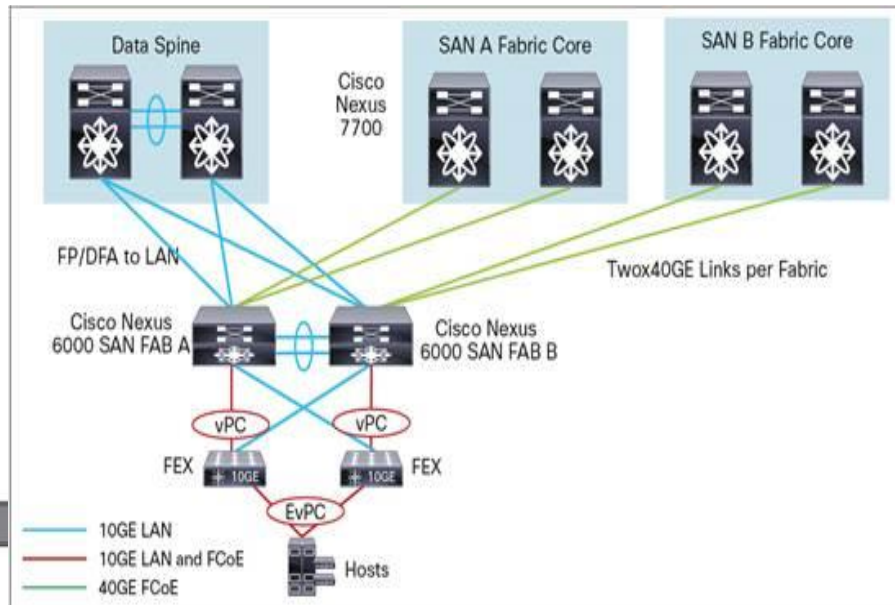 Data Spine
SAN A Fabric Core
SAN B Fabric Core
Cisco
Nexus
7700
FP/DFA to LAN
Twox40GE Links per Fabric
Cisco Nexus
6000 SAN FAB A
Cisco Nexus
6000 SAN FAB B
vPC
vPC
FEX
10GE
10GE
FEX
EvPC
Hosts
10GE LAN
10GE LAN and FCoE
40GE FCoE